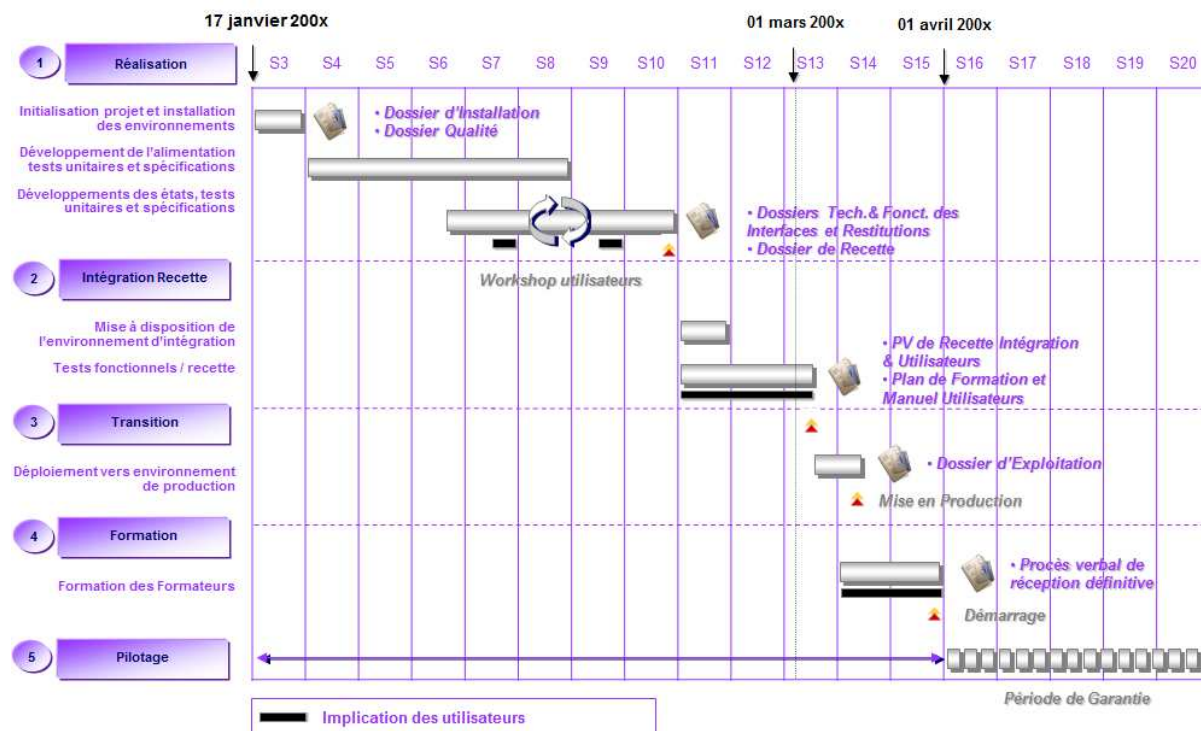 17 janvier 200x
01 mars 200x
01 avril 200x
1 Réalisation
S3 S4 S5 S6 S7 S8 S9 S10 S11 S12 S13 S14 S15 S16 S17 S18 S19 S20
Initialisation projet et installation
des environnements
• Dossier d'Installation
• Dossier Qualité
Développement de l'alimentation
tests unitaires et spécifications
Développements des états, tests
unitaires et spécifications
• Dossiers Tech.& Fonct. des
Interfaces et Restitutions
• Dossier de Recette
2 Intégration Recette
Workshop utilisateurs
Mise à disposition de
l'environnement d'intégration
Tests fonctionnels / recette
• PV de Recette Intégration
& Utilisateurs
• Plan de Formation et
Manuel Utilisateurs
3 Transition
Déploiement vers environnement
de production
• Dossier d'Exploitation
Mise en Production
4 Formation
Formation des Formateurs
• Procès verbal de
réception définitive
Démarrage
5 Pilotage
Période de Garantie
Implication des utilisateurs